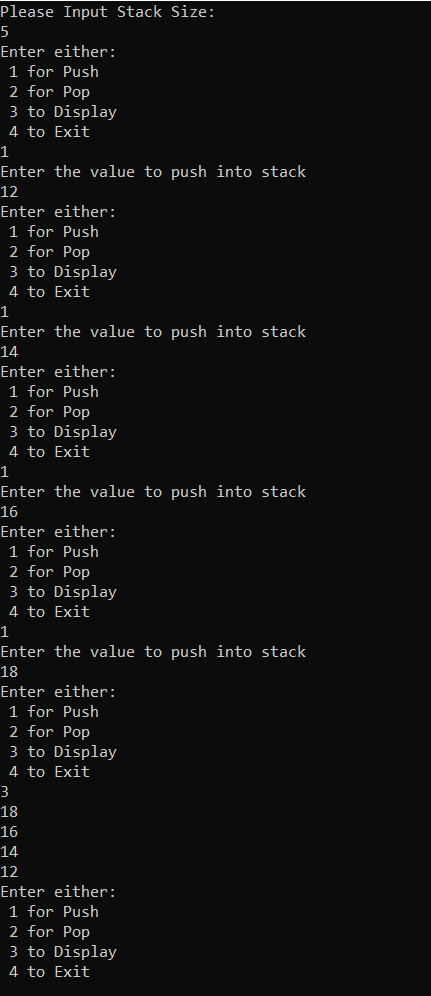 Please Input Stack Size:
5
Enter either:
 1 for Push
 2 for Pop
 3 to Display
 4 to Exit
1
Enter the value to push into stack
12
Enter either:
 1 for Push
 2 for Pop
 3 to Display
 4 to Exit
1
Enter the value to push into stack
14
Enter either:
 1 for Push
 2 for Pop
 3 to Display
 4 to Exit
1
Enter the value to push into stack
16
Enter either:
 1 for Push
 2 for Pop
 3 to Display
 4 to Exit
1
Enter the value to push into stack
18
Enter either:
 1 for Push
 2 for Pop
 3 to Display
 4 to Exit
3
18
16
14
12
Enter either:
 1 for Push
 2 for Pop
 3 to Display
 4 to Exit